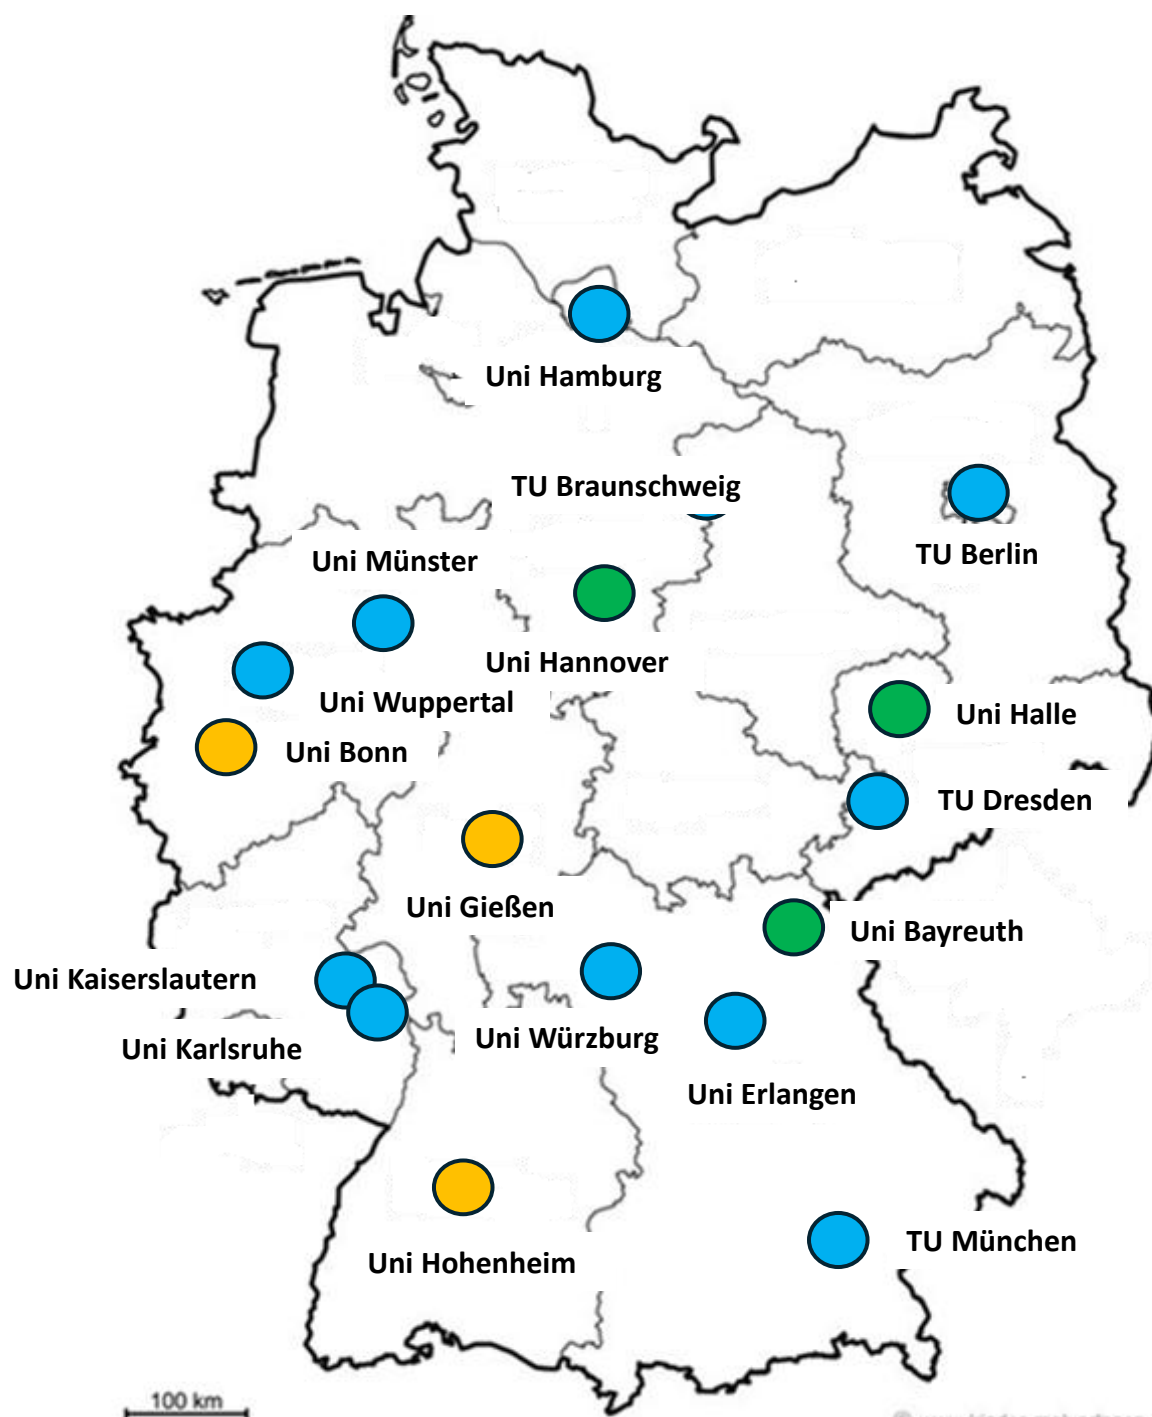 Uni Hamburg
TU Braunschweig
TU Berlin
Uni Münster
Uni Hannover
Uni Wuppertal
Uni Halle
Uni Bonn
TU Dresden
Uni Gießen
Uni Bayreuth
Uni Kaiserslautern
Uni Würzburg
Uni Karlsruhe
Uni Erlangen
TU München
Uni Hohenheim
100 km